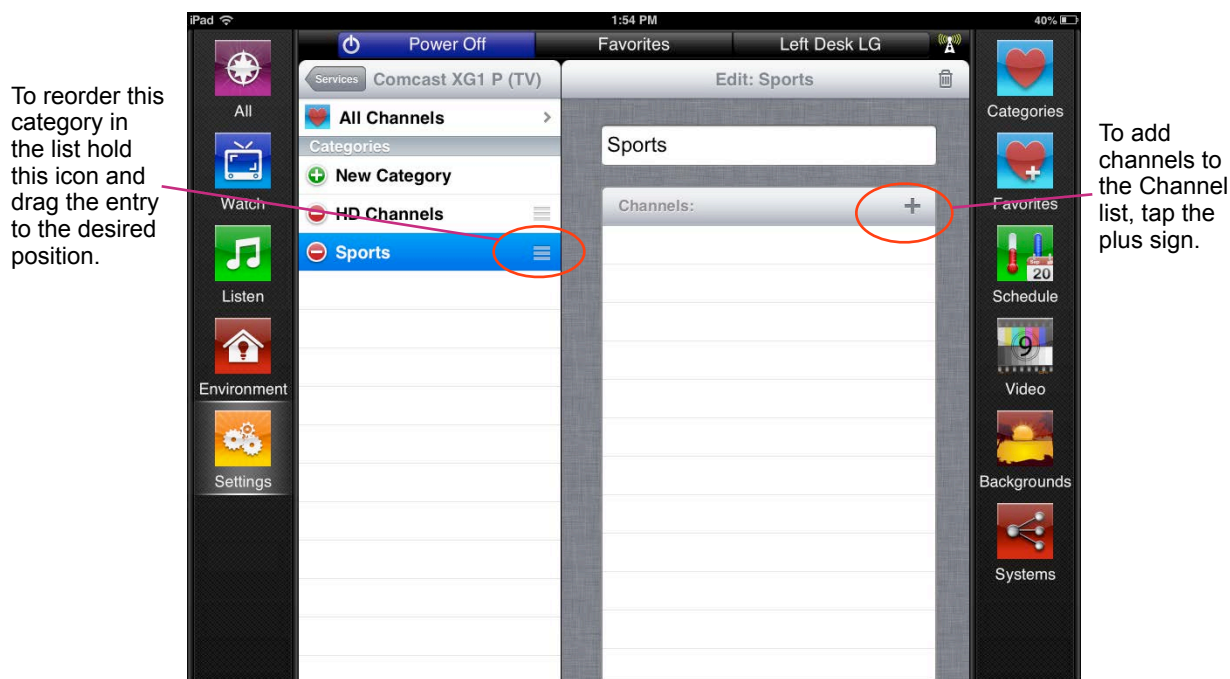 iPad
1:54 PM
40%
To reorder this
category in
the list hold
this icon and
drag the entry
to the desired
position.
All
Watch
Listen
Environment
Settings
Power Off
Favorites
Left Desk LG
Services
Comcast XG1 P (TV)
All Channels
Categories
New Category
HD Channels
Sports
Edit: Sports
Sports
Channels:
Categories
Favorites
20
Schedule
9
Video
Backgrounds
Systems
To add
channels to
the Channel
list, tap the
plus sign.